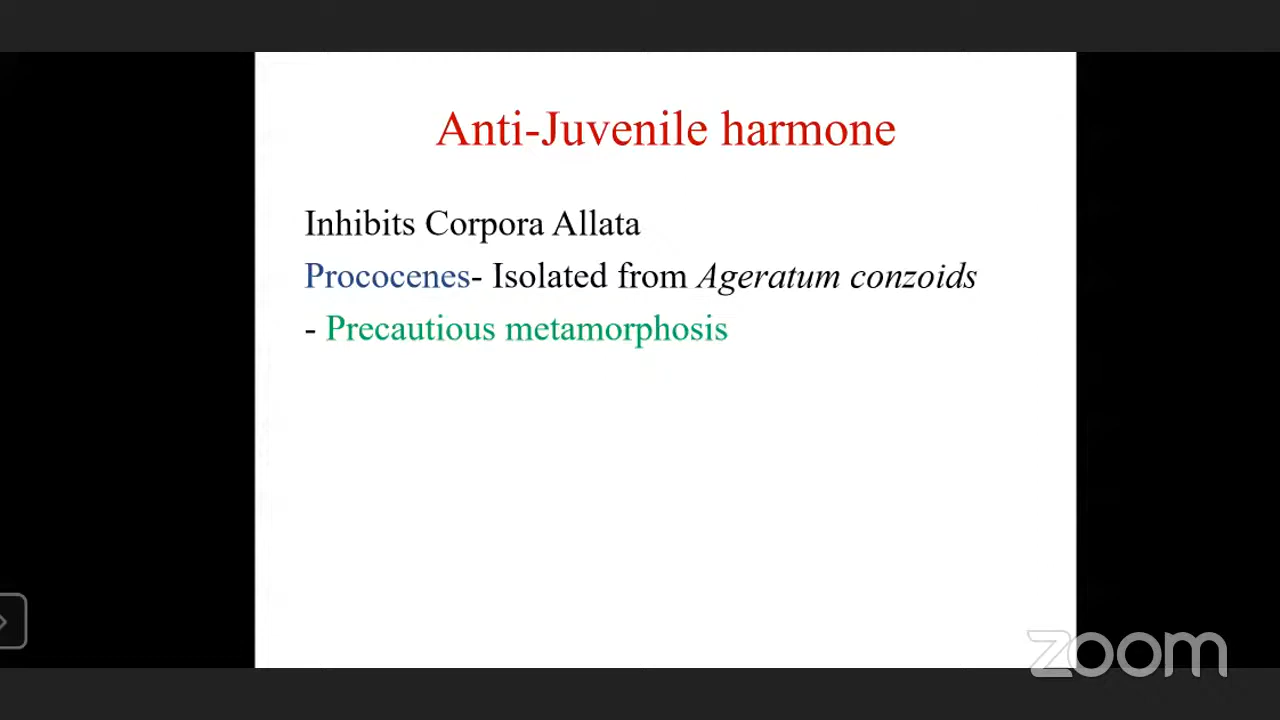 Anti-Juvenile harmone
Inhibits Corpora Allata
Prococenes- Isolated from Ageratum conzoids
- Precautious metamorphosis
zoom